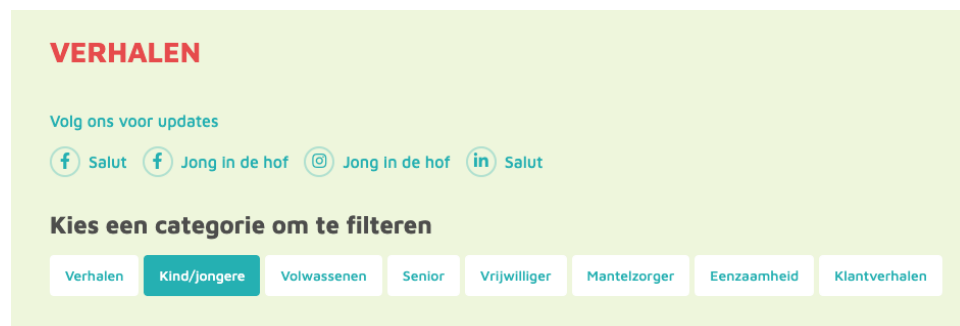 VERHALEN
Volg ons voor updates
Salut Jong in de hof Jong in de hof in Salut
Kies een categorie om te filteren
Verhalen Kind/jongere Volwassenen Senior Vrijwilliger Mantelzorger Eenzaamheid Klantverhalen